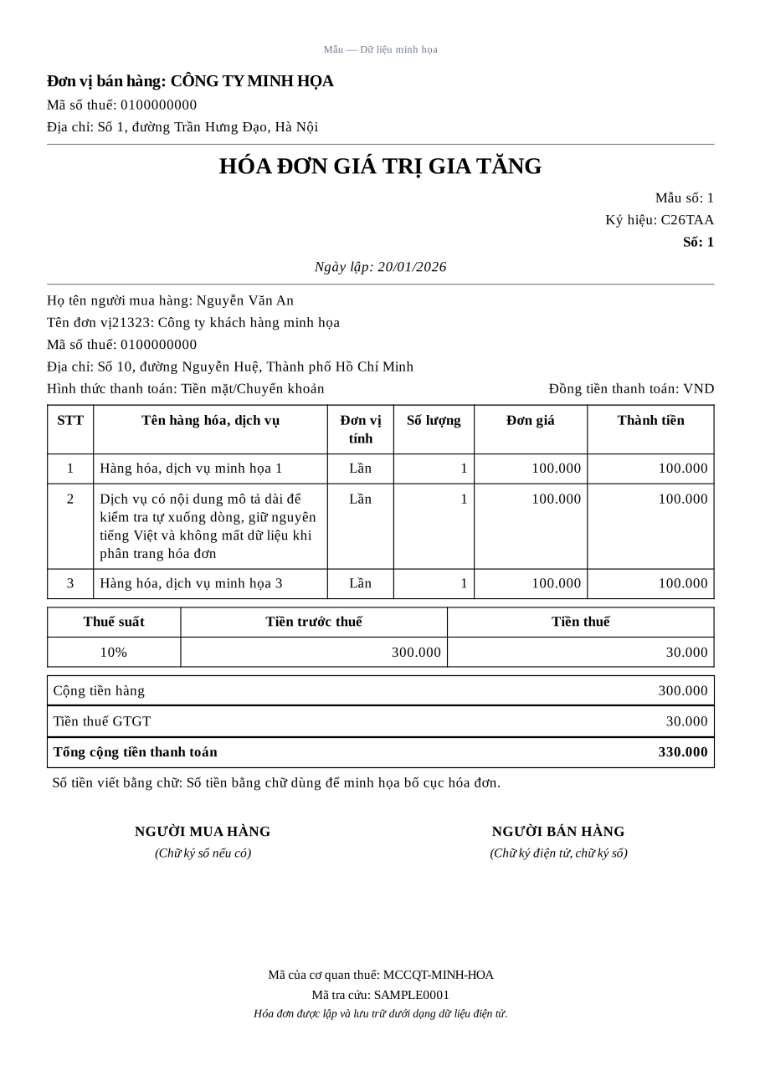 Mẫu — Dữ liệu minh họa
Đơn vị bán hàng: CÔNG TY MINH HỌA
Mã số thuế: 0100000000
Địa chỉ: Số 1, đường Trần Hưng Đạo, Hà Nội
HÓA ĐƠN GIÁ TRỊ GIA TĂNG
Mẫu số: 1
Ký hiệu: C26TAA
Số: 1
Ngày lập: 20/01/2026
Họ tên người mua hàng: Nguyễn Văn An
Tên đơn vị21323: Công ty khách hàng minh họa
Mã số thuế: 0100000000
Địa chỉ: Số 10, đường Nguyễn Huệ, Thành phố Hồ Chí Minh
Hình thức thanh toán: Tiền mặt/Chuyển khoản Đồng tiền thanh toán: VND
STT Tên hàng hóa, dịch vụ Đơn vị Số lượng Đơn giá Thành tiền
tính
1 Hàng hóa, dịch vụ minh họa 1 Lần 1 100.000 100.000
2 Dịch vụ có nội dung mô tả dài để Lần 1 100.000 100.000
kiểm tra tự xuống dòng, giữ nguyên
tiếng Việt và không mất dữ liệu khi
phân trang hóa đơn
3 Hàng hóa, dịch vụ minh họa 3 Lần 1 100.000 100.000
Thuế suất Tiền trước thuế Tiền thuế
10% 300.000 30.000
Cộng tiền hàng 300.000
Tiền thuế GTGT 30.000
Tổng cộng tiền thanh toán 330.000
Số tiền viết bằng chữ: Số tiền bằng chữ dùng để minh họa bố cục hóa đơn.
NGƯỜI MUA HÀNG NGƯỜI BÁN HÀNG
(Chữ ký số nếu có) (Chữ ký điện tử, chữ ký số)
Mã của cơ quan thuế: MCCQT-MINH-HOA
Mã tra cứu: SAMPLE0001
Hóa đơn được lập và lưu trữ dưới dạng dữ liệu điện tử.